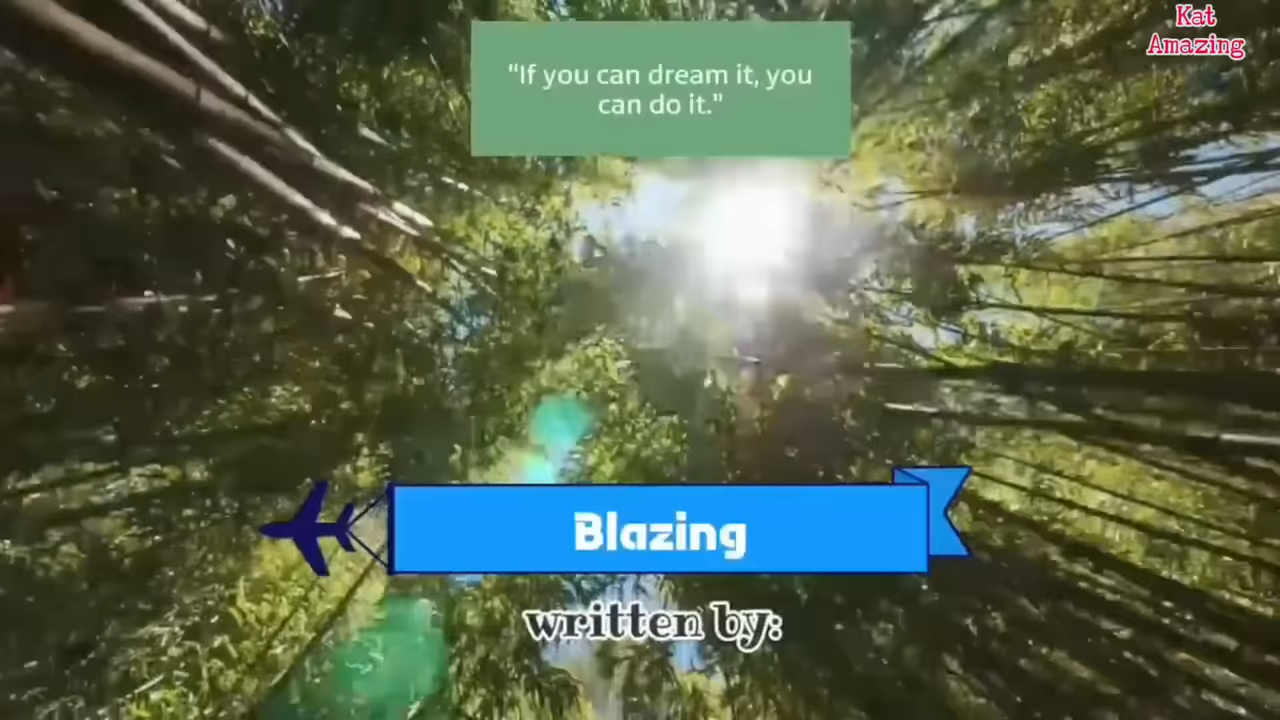 Kat
Amazing
"If you can dream it, you
can do it."
Blazing
written by: